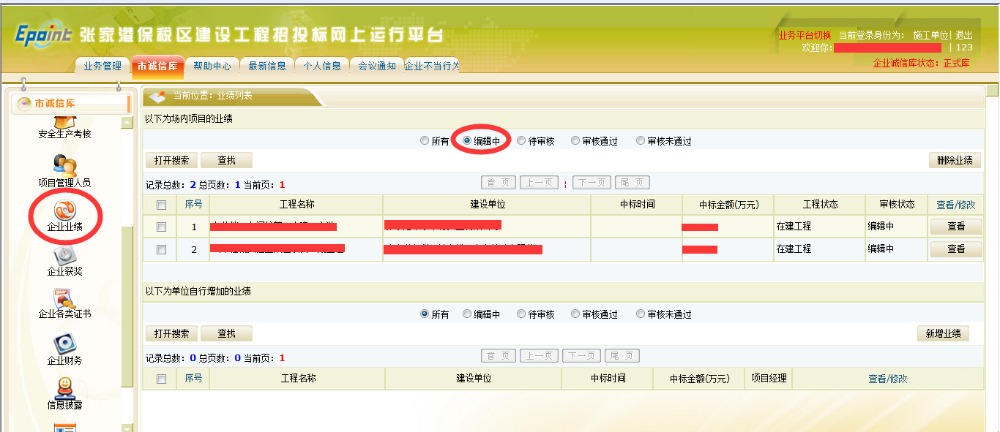 Epoint 张家港保税区建设工程招投标网上运行平台
业务平台切换 当前登录身份为： 施工单位| 退出
欢迎你: | 123
企业诚信库状态：正式库
业务管理 市诚信库 帮助中心 最新信息 个人信息 会议通知 企业不当行为
市诚信库
安全生产考核
项目管理人员
企业业绩
企业获奖
企业各类证书
企业财务
信息披露
当前位置：业绩列表
以下为场内项目的业绩
所有 编辑中 待审核 审核通过 审核未通过
打开搜索 查找 删除业绩
记录总数：2 总页数：1 当前页：1 首 页 上一页 下一页 尾 页
序号 工程名称 建设单位 中标时间 中标金额(万元) 工程状态 审核状态 查看/修改
1 在建工程 编辑中 查看
2 在建工程 编辑中 查看
以下为单位自行增加的业绩
所有 编辑中 待审核 审核通过 审核未通过
打开搜索 查找 新增业绩
记录总数：0 总页数：0 当前页：1 首 页 上一页 下一页 尾 页
序号 工程名称 建设单位 中标时间 中标金额(万元) 项目经理 查看/修改